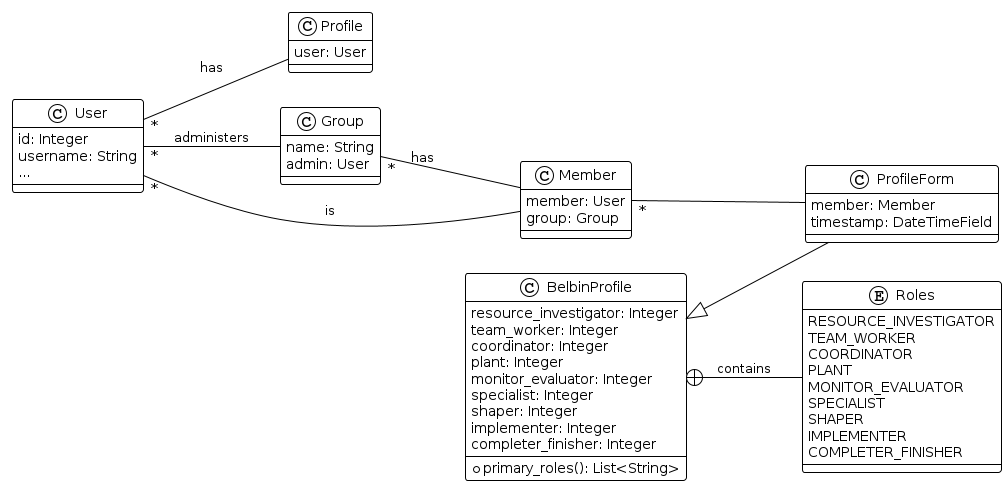 C Profile
user: User
has
C User
id: Integer
username: String
...
*
administers
*
*
C Group
name: String
admin: User
has
*
is
C Member
member: User
group: Group
*
C ProfileForm
member: Member
timestamp: DateTimeField
C BelbinProfile
resource_investigator: Integer
team_worker: Integer
coordinator: Integer
plant: Integer
monitor_evaluator: Integer
specialist: Integer
shaper: Integer
implementer: Integer
completer_finisher: Integer
primary_roles(): List<String>
contains
E Roles
RESOURCE_INVESTIGATOR
TEAM_WORKER
COORDINATOR
PLANT
MONITOR_EVALUATOR
SPECIALIST
SHAPER
IMPLEMENTER
COMPLETER_FINISHER